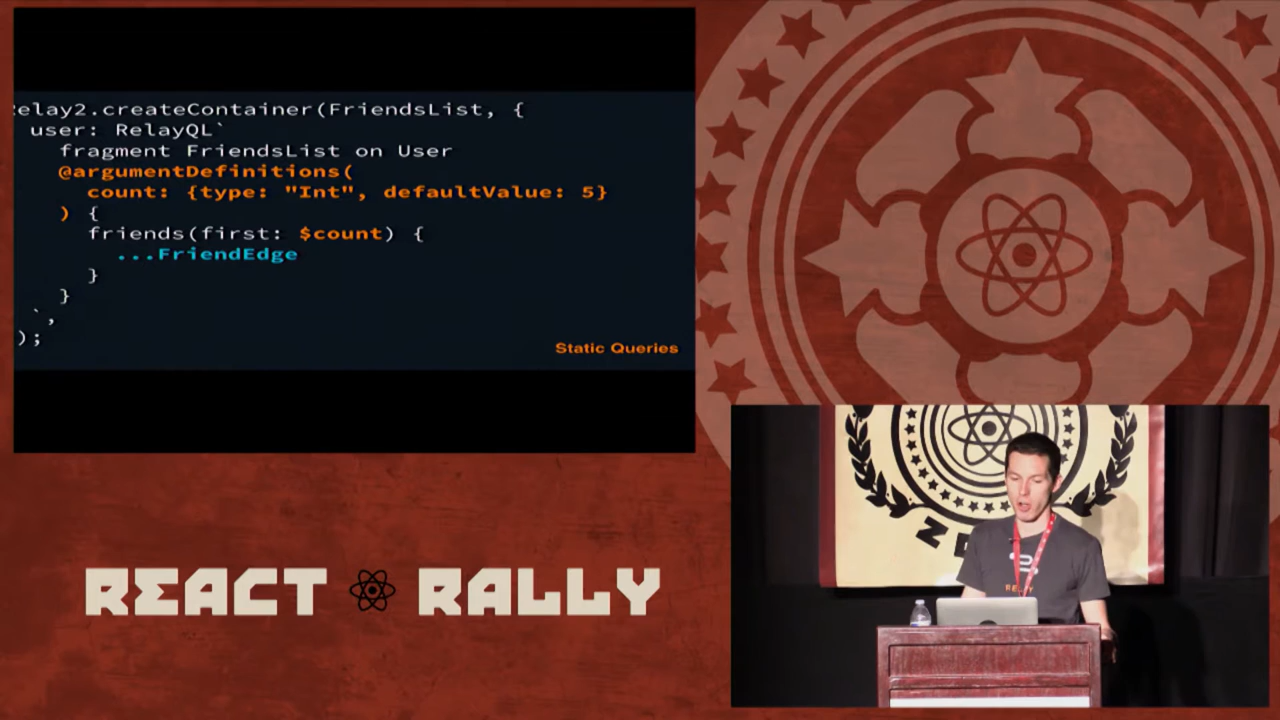 elay2.createContainer(FriendsList, {
user: RelayQL`
fragment FriendsList on User
@argumentDefinitions(
count: {type: "Int", defaultValue: 5}
) {
friends(first: $count) {
...FriendEdge
}
}
`,
);
Static Queries
REACT RALLY
RELAY